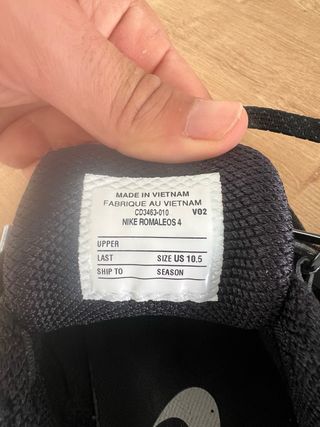 MADE IN VIETNAM
FABRIQUE AU VIETNAM
CD3463-010 V02
NIKE ROMALEOS 4
UPPER
LAST SIZE US 10.5
SHIP TO SEASON